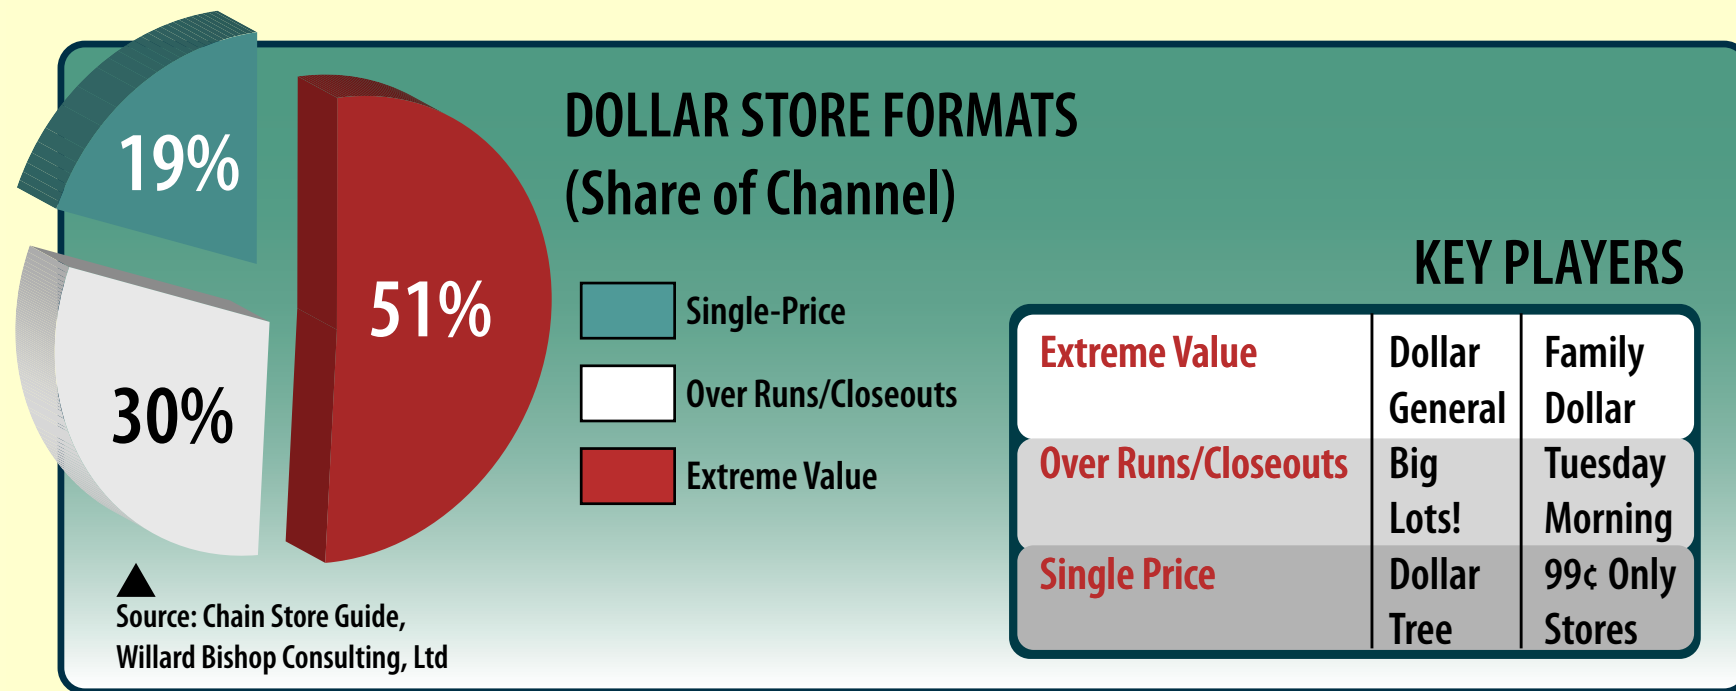 19%
51%
30%
DOLLAR STORE FORMATS
(Share of Channel)
Single-Price
Over Runs/Closeouts
Extreme Value
Source: Chain Store Guide,
Willard Bishop Consulting, Ltd
KEY PLAYERS
Extreme Value Dollar Family
General Dollar
Over Runs/Closeouts Big Tuesday
Lots! Morning
Single Price Dollar 99¢ Only
Tree Stores